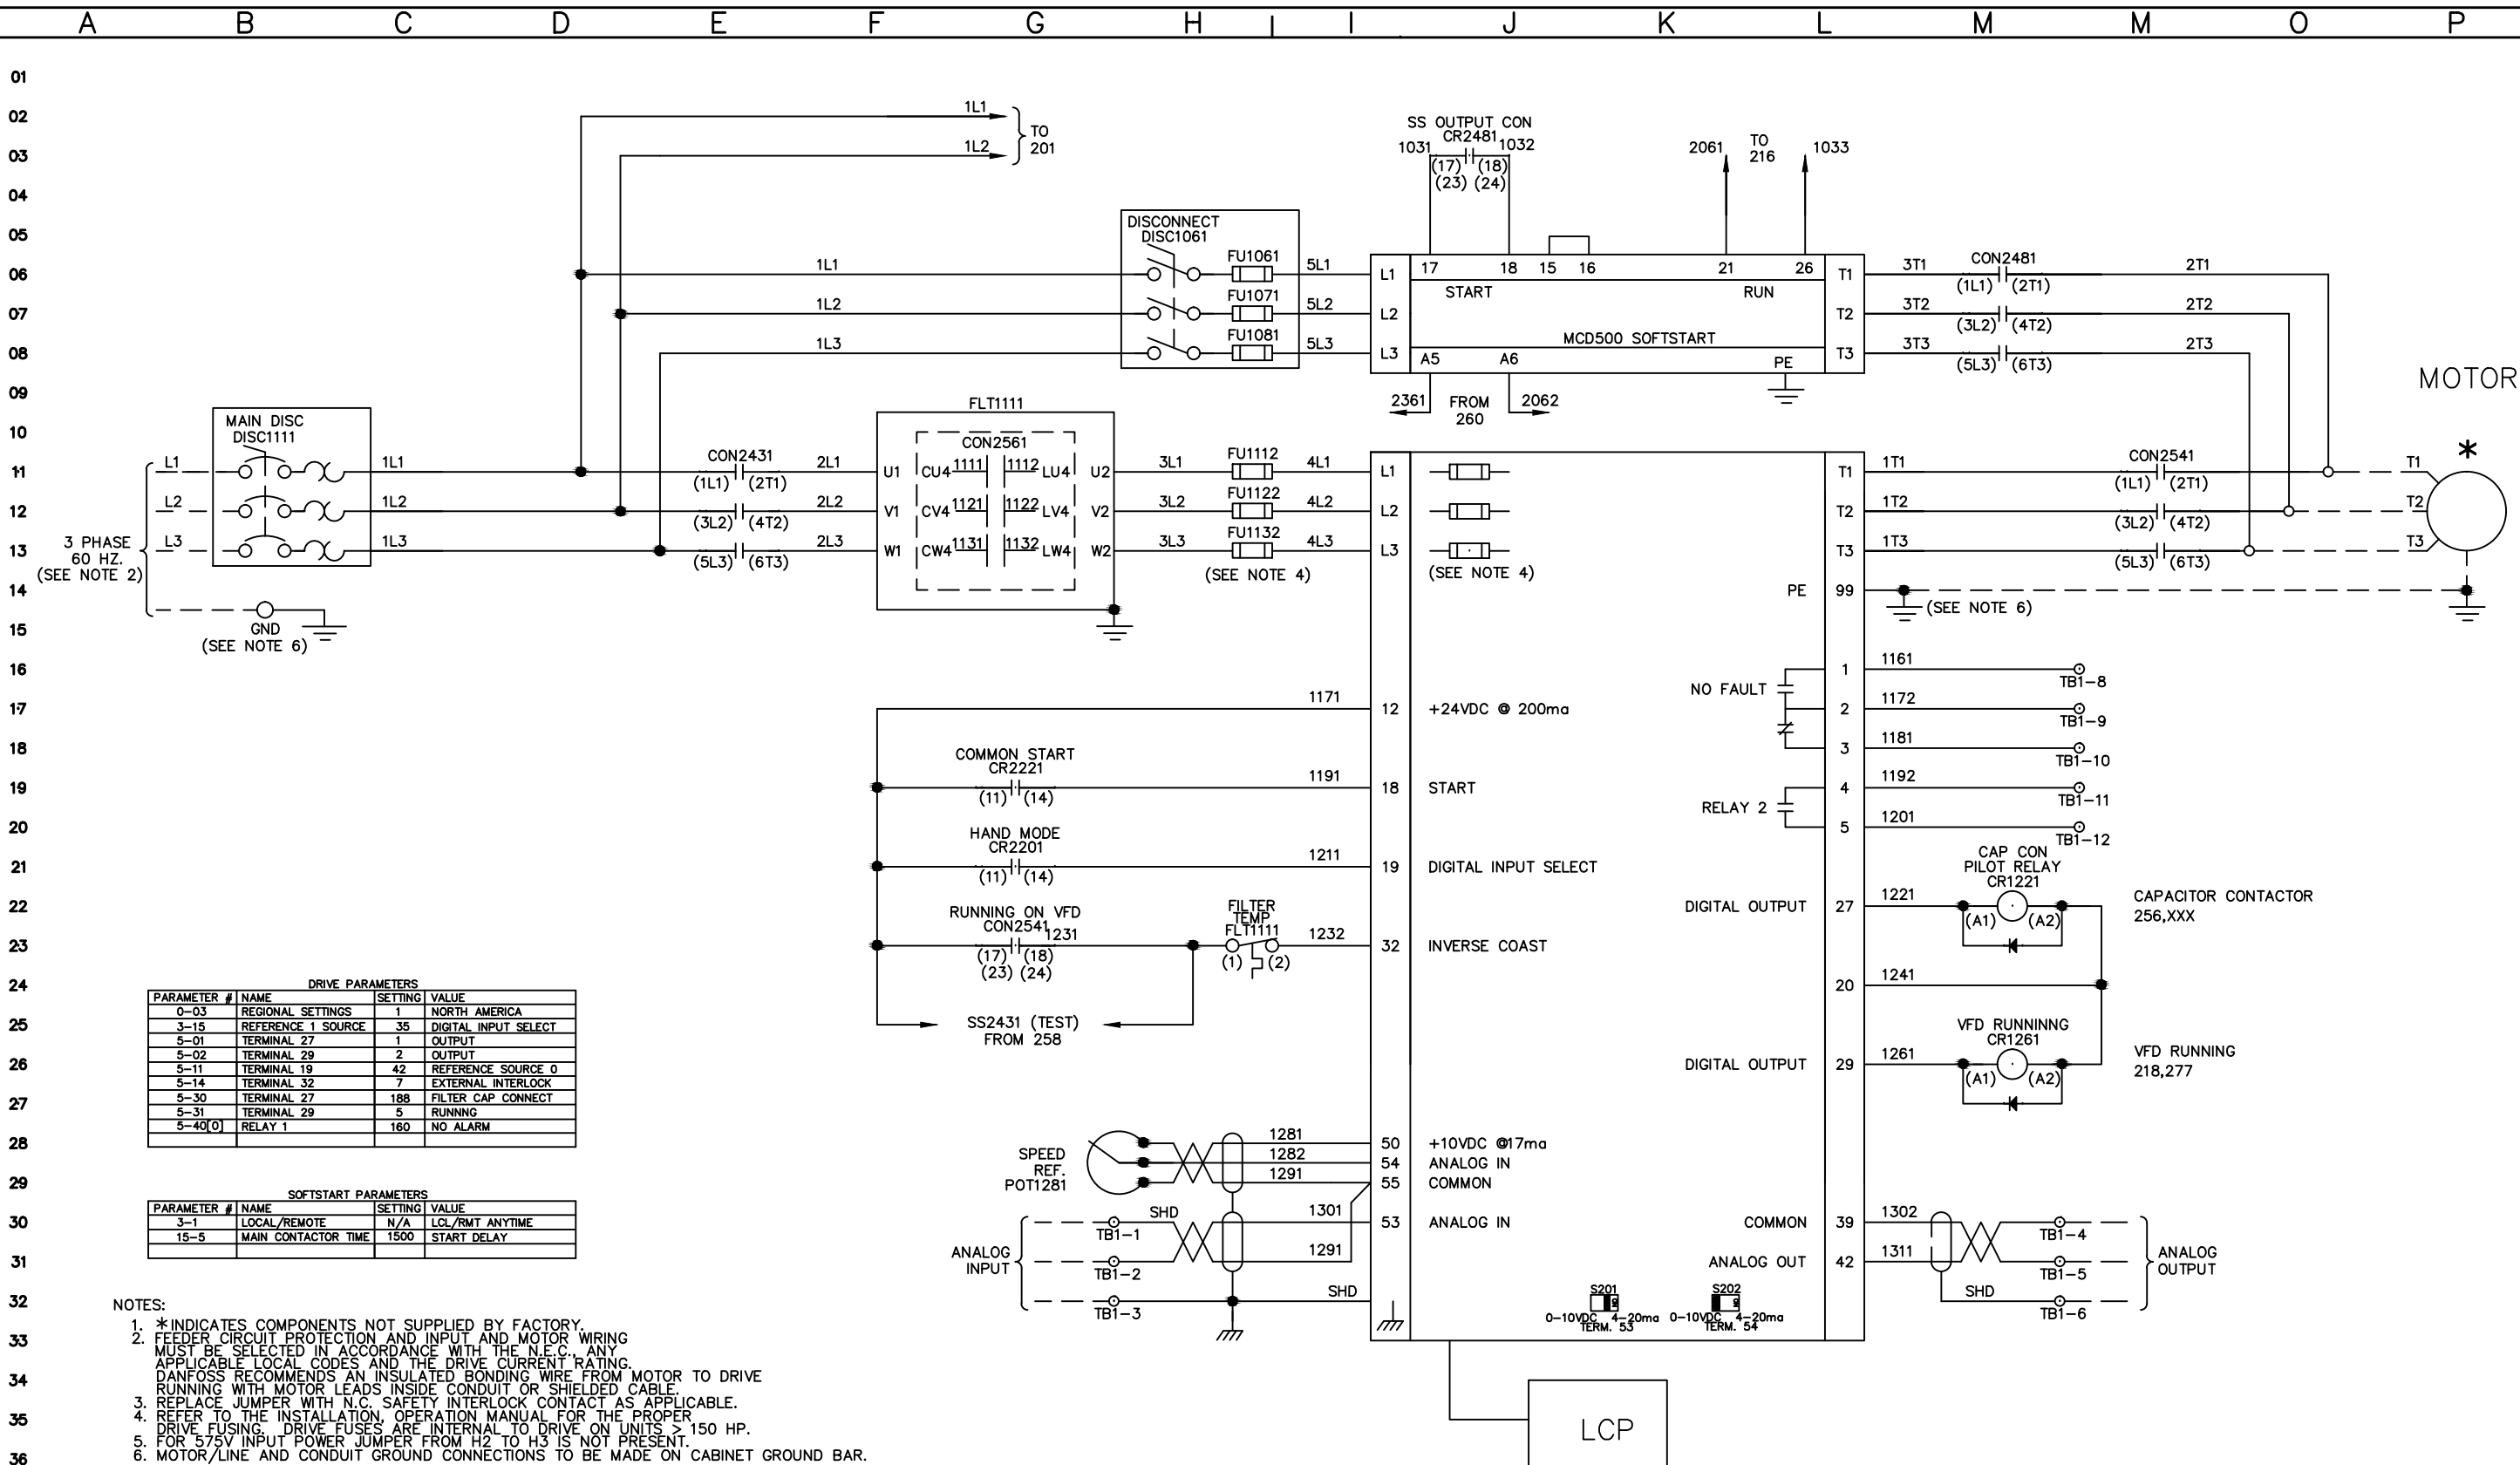 A B C D E F G H I J K L M M O P
01
02
03
04
05
06
07
08
09
10
11
12
13
14
15
16
17
18
19
20
21
22
23
24
25
26
27
28
29
30
31
32
33
34
35
36
1L1
1L2
TO
201
SS OUTPUT CON
CR2481
1031 1032
(17) (18)
(23) (24)
2061 TO 1033
216
DISCONNECT
DISC1061
1L1 FU1061 5L1
1L2 FU1071 5L2
1L3 FU1081 5L3
L1 17 18 15 16 21 26 T1
START RUN
L2 T2
MCD500 SOFTSTART
L3 A5 A6 PE T3
2361 FROM 2062
260
3T1 CON2481 2T1
(1L1) (2T1)
3T2 2T2
(3L2) (4T2)
3T3 2T3
(5L3) (6T3)
MOTOR
*
MAIN DISC
DISC1111
L1 1L1
L2 1L2
L3 1L3
3 PHASE
60 HZ.
(SEE NOTE 2)
GND
(SEE NOTE 6)
CON2431
(1L1) (2T1)
(3L2) (4T2)
(5L3) (6T3)
2L1
2L2
2L3
FLT1111
CON2561
U1 CU4 1111 1112 LU4 U2
V1 CV4 1121 1122 LV4 V2
W1 CW4 1131 1132 LW4 W2
3L1 FU1112 4L1
3L2 FU1122 4L2
3L3 FU1132 4L3
(SEE NOTE 4)
L1 T1
L2 T2
L3 T3
(SEE NOTE 4)
PE 99
(SEE NOTE 6)
1T1 CON2541 T1
(1L1) (2T1)
1T2 T2
(3L2) (4T2)
1T3 T3
(5L3) (6T3)
1171 12 +24VDC @ 200ma
COMMON START
CR2221
(11) (14)
1191 18 START
HAND MODE
CR2201
(11) (14)
1211 19 DIGITAL INPUT SELECT
RUNNING ON VFD
CON2541
1231
(17) (18)
(23) (24)
FILTER
TEMP
FLT1111
(1) (2)
1232 32 INVERSE COAST
SS2431 (TEST)
FROM 258
NO FAULT
1 1161 TB1-8
2 1172 TB1-9
3 1181 TB1-10
RELAY 2
4 1192 TB1-11
5 1201 TB1-12
CAP CON
PILOT RELAY
CR1221
DIGITAL OUTPUT 27 1221 (A1) (A2)
CAPACITOR CONTACTOR
256,XXX
20 1241
VFD RUNNINNG
CR1261
DIGITAL OUTPUT 29 1261 (A1) (A2)
VFD RUNNING
218,277
DRIVE PARAMETERS
PARAMETER # NAME SETTING VALUE
0-03 REGIONAL SETTINGS 1 NORTH AMERICA
3-15 REFERENCE 1 SOURCE 35 DIGITAL INPUT SELECT
5-01 TERMINAL 27 1 OUTPUT
5-02 TERMINAL 29 2 OUTPUT
5-11 TERMINAL 19 42 REFERENCE SOURCE 0
5-14 TERMINAL 32 7 EXTERNAL INTERLOCK
5-30 TERMINAL 27 188 FILTER CAP CONNECT
5-31 TERMINAL 29 5 RUNNNG
5-40[0] RELAY 1 160 NO ALARM
SOFTSTART PARAMETERS
PARAMETER # NAME SETTING VALUE
3-1 LOCAL/REMOTE N/A LCL/RMT ANYTIME
15-5 MAIN CONTACTOR TIME 1500 START DELAY
SPEED
REF.
POT1281
1281 50 +10VDC @17ma
1282 54 ANALOG IN
1291 55 COMMON
ANALOG
INPUT
SHD
TB1-1 1301 53 ANALOG IN
TB1-2 1291
TB1-3 SHD
COMMON 39 1302 TB1-4
ANALOG OUT 42 1311 TB1-5
SHD TB1-6
ANALOG
OUTPUT
S201 S202
0-10VDC 4-20ma 0-10VDC 4-20ma
TERM. 53 TERM. 54
LCP
NOTES:
1. *INDICATES COMPONENTS NOT SUPPLIED BY FACTORY.
2. FEEDER CIRCUIT PROTECTION AND INPUT AND MOTOR WIRING
MUST BE SELECTED IN ACCORDANCE WITH THE N.E.C., ANY
APPLICABLE LOCAL CODES AND THE DRIVE CURRENT RATING.
DANFOSS RECOMMENDS AN INSULATED BONDING WIRE FROM MOTOR TO DRIVE
RUNNING WITH MOTOR LEADS INSIDE CONDUIT OR SHIELDED CABLE.
3. REPLACE JUMPER WITH N.C. SAFETY INTERLOCK CONTACT AS APPLICABLE.
4. REFER TO THE INSTALLATION, OPERATION MANUAL FOR THE PROPER
DRIVE FUSING. DRIVE FUSES ARE INTERNAL TO DRIVE ON UNITS > 150 HP.
5. FOR 575V INPUT POWER JUMPER FROM H2 TO H3 IS NOT PRESENT.
6. MOTOR/LINE AND CONDUIT GROUND CONNECTIONS TO BE MADE ON CABINET GROUND BAR.